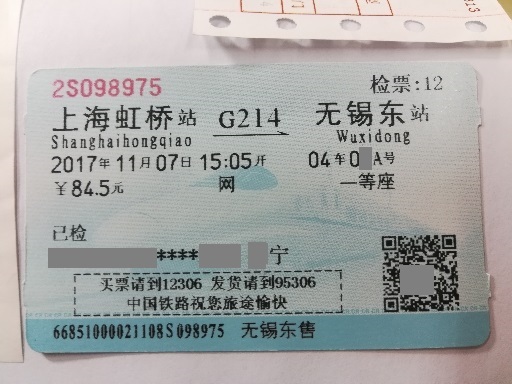 2S098975 检票:12
上海虹桥站 G214 无锡东站
Shanghaihongqiao Wuxidong
2017年11月07日15:05开 04车0 A号
￥84.5元 网 一等座
已检
**** 宁
买票请到12306 发货请到95306
中国铁路祝您旅途愉快
66851000021108S098975 无锡东售